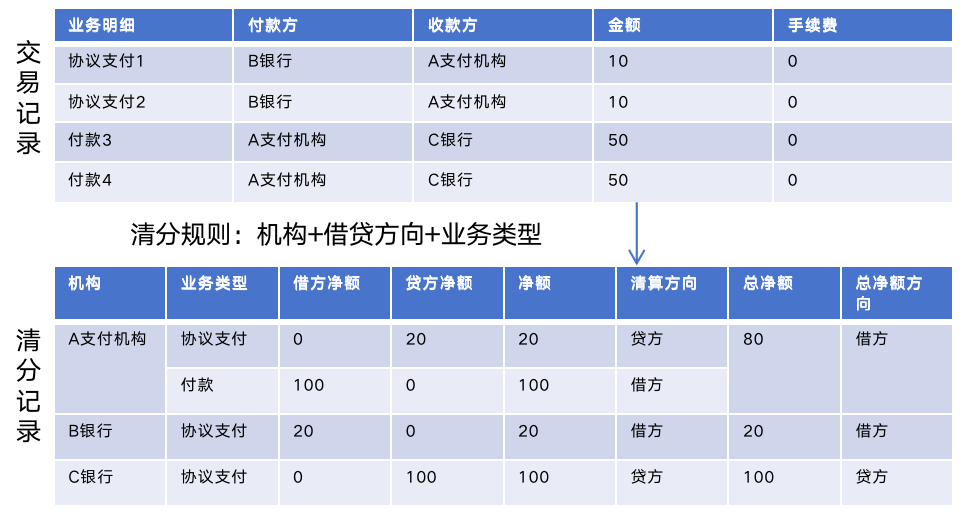 交易记录
业务明细 付款方 收款方 金额 手续费
协议支付1 B银行 A支付机构 10 0
协议支付2 B银行 A支付机构 10 0
付款3 A支付机构 C银行 50 0
付款4 A支付机构 C银行 50 0
清分规则：机构+借贷方向+业务类型
清分记录
机构 业务类型 借方净额 贷方净额 净额 清算方向 总净额 总净额方
向
A支付机构 协议支付 0 20 20 贷方 80 借方
付款 100 0 100 借方
B银行 协议支付 20 0 20 借方 20 借方
C银行 协议支付 0 100 100 贷方 100 贷方